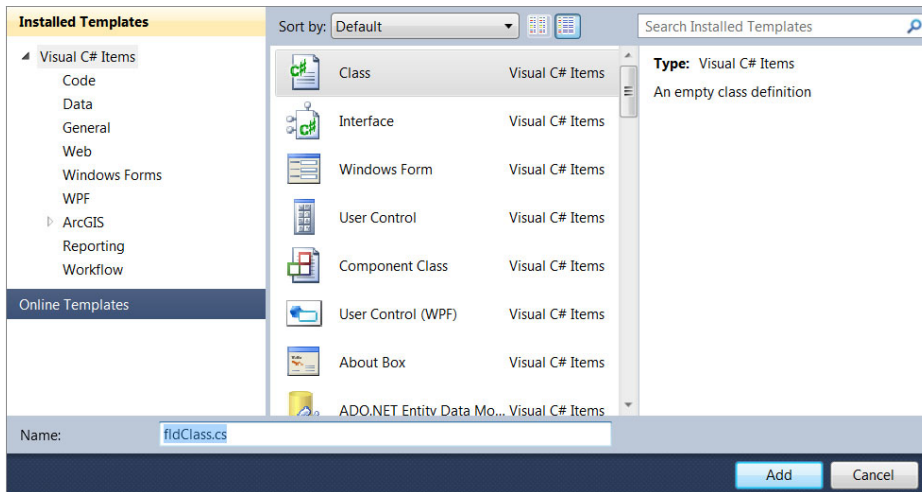 Installed Templates
Sort by: Default
Search Installed Templates
Visual C# Items
Code
Data
General
Web
Windows Forms
WPF
ArcGIS
Reporting
Workflow
Online Templates
Class Visual C# Items
Interface Visual C# Items
Windows Form Visual C# Items
User Control Visual C# Items
Component Class Visual C# Items
User Control (WPF) Visual C# Items
About Box Visual C# Items
ADO.NET Entity Data Mo... Visual C# Items
Type: Visual C# Items
An empty class definition
Name: fldClass.cs
Add Cancel